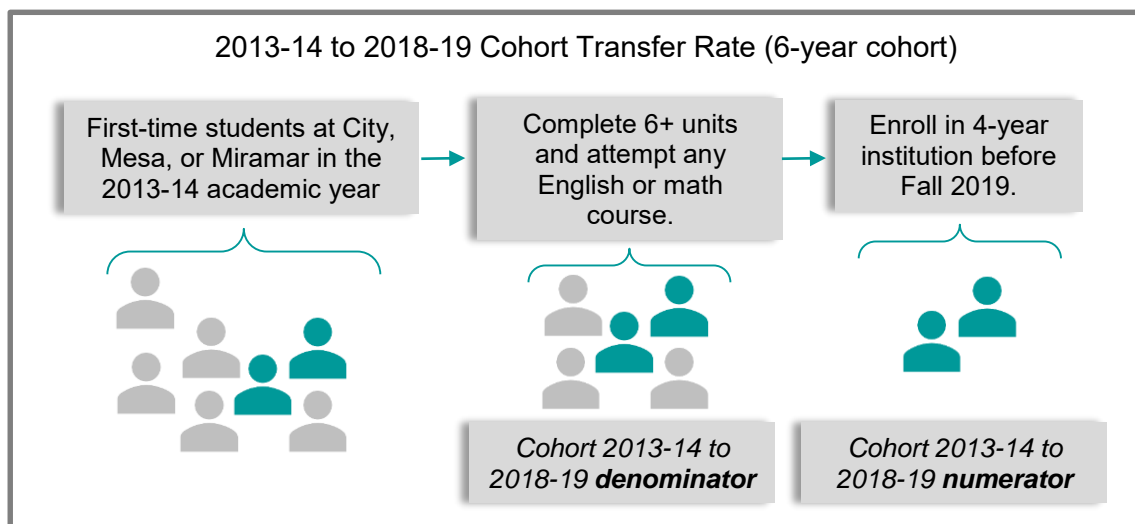 2013-14 to 2018-19 Cohort Transfer Rate (6-year cohort)
First-time students at City,
Mesa, or Miramar in the
2013-14 academic year
Complete 6+ units
and attempt any
English or math
course.
Enroll in 4-year
institution before
Fall 2019.
Cohort 2013-14 to
2018-19 denominator
Cohort 2013-14 to
2018-19 numerator